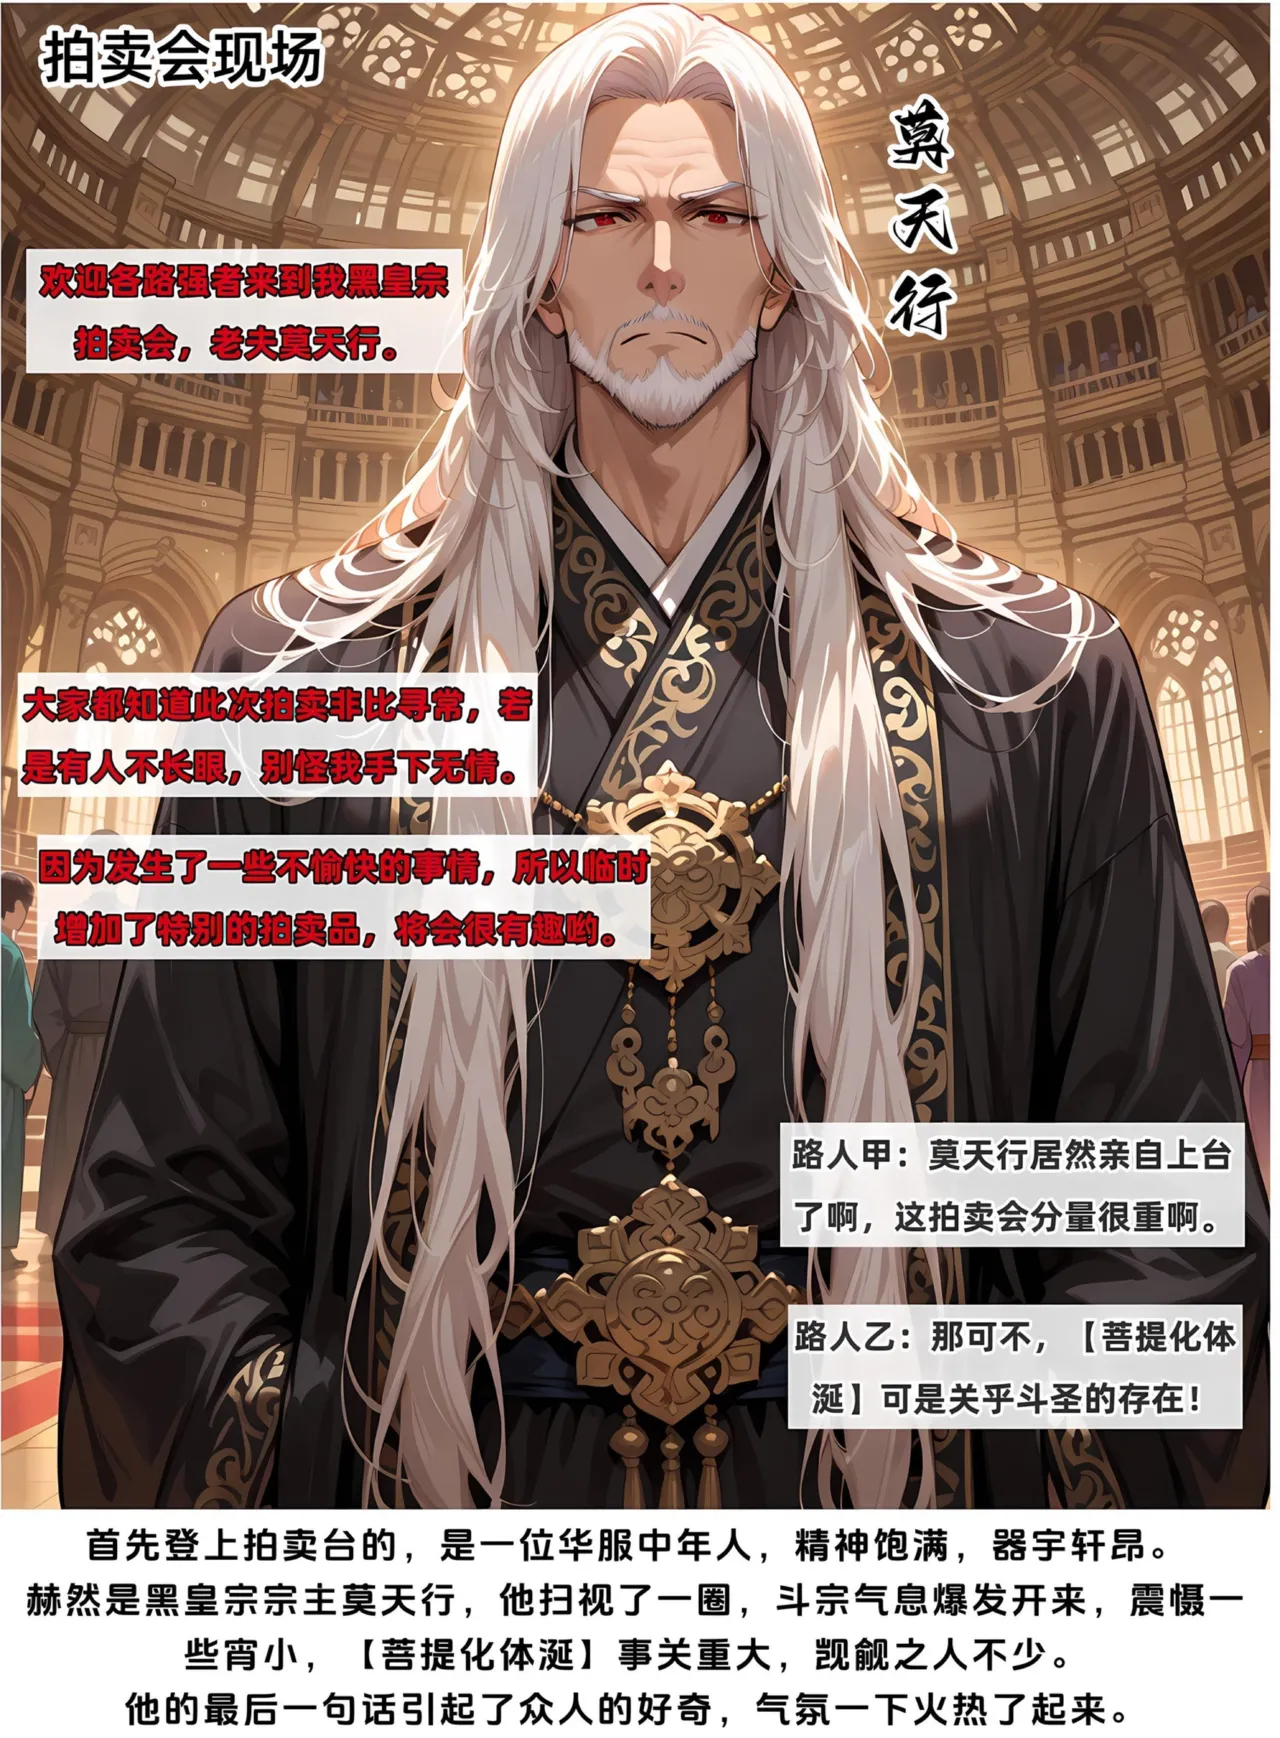 拍卖会现场
莫天行
欢迎各路强者来到我黑皇宗
拍卖会，老夫莫天行。
大家都知道此次拍卖非比寻常，若
是有人不长眼，别怪我手下无情。
因为发生了一些不愉快的事情，所以临时
增加了特别的拍卖品，将会很有趣哟。
路人甲：莫天行居然亲自上台
了啊，这拍卖会分量很重啊。
路人乙：那可不，【菩提化体
涎】可是关乎斗圣的存在！
首先登上拍卖台的，是一位华服中年人，精神饱满，器宇轩昂。
赫然是黑皇宗宗主莫天行，他扫视了一圈，斗宗气息爆发开来，震慑一
些宵小，【菩提化体涎】事关重大，觊觎之人不少。
他的最后一句话引起了众人的好奇，气氛一下火热了起来。